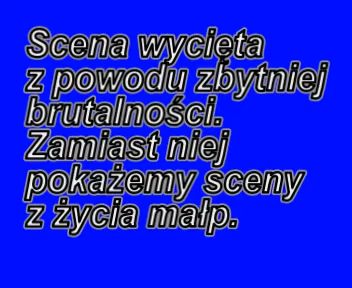 Scena wycięta
z powodu zbytniej
brutalności.
Zamiast niej
pokażemy sceny
z życia małp.